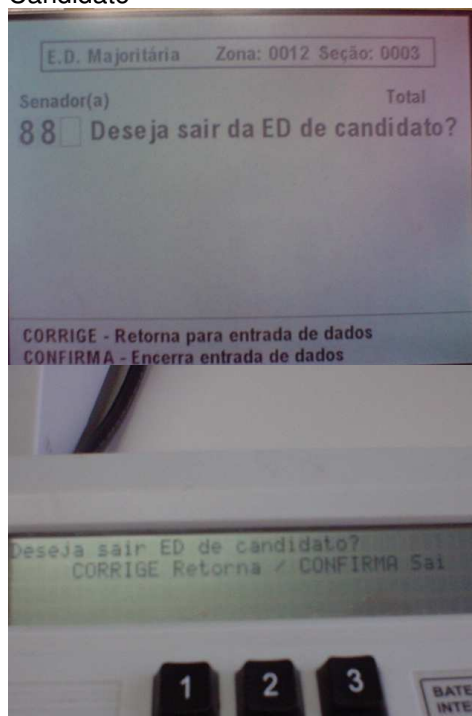 Candidato
E.D. Majoritária Zona: 0012 Seção: 0003
Senador(a) Total
88 Deseja sair da ED de candidato?
CORRIGE - Retorna para entrada de dados
CONFIRMA - Encerra entrada de dados
Deseja sair ED de candidato?
CORRIGE Retorna / CONFIRMA Sai
1 2 3
BATE
INTE